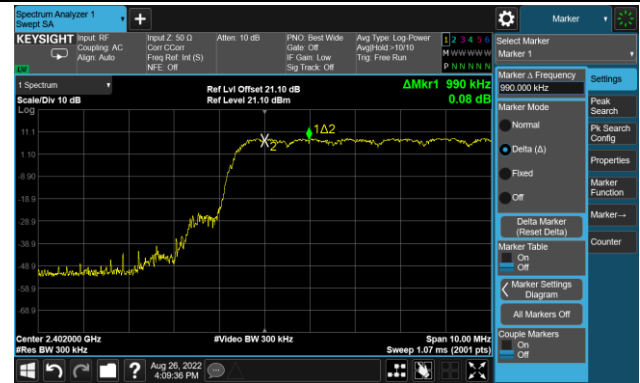 Spectrum Analyzer 1
Swept SA
+
Marker
KEYSIGHT
Input: RF
Coupling: AC
Align: Auto
Input Z: 50 Ω
Corr CCorr
Freq Ref: Int (S)
NFE: Off
Atten: 10 dB
PNO: Best Wide
Gate: Off
IF Gain: Low
Sig Track: Off
Avg Type: Log-Power
Avg|Hold:>10/10
Trig: Free Run
1 2 3 4 5 6
M W W W W W
P N N N N N
Select Marker
Marker 1
1 Spectrum
Scale/Div 10 dB
Log
Ref Lvl Offset 21.10 dB
Ref Level 21.10 dBm
ΔMkr1 990 kHz
0.08 dB
11.1
1.10
-8.90
-18.9
-28.9
-38.9
-48.9
-58.9
-68.9
1Δ2
X2
Center 2.402000 GHz
#Res BW 300 kHz
#Video BW 300 kHz
Span 10.00 MHz
Sweep 1.07 ms (2001 pts)
Marker Δ Frequency
990.000 kHz
Marker Mode
Normal
Delta (Δ)
Fixed
Off
Delta Marker
(Reset Delta)
Marker Table
On
Off
Marker Settings
Diagram
All Markers Off
Couple Markers
On
Off
Settings
Peak
Search
Pk Search
Config
Properties
Marker
Function
Marker→
Counter
?
Aug 26, 2022
4:09:36 PM